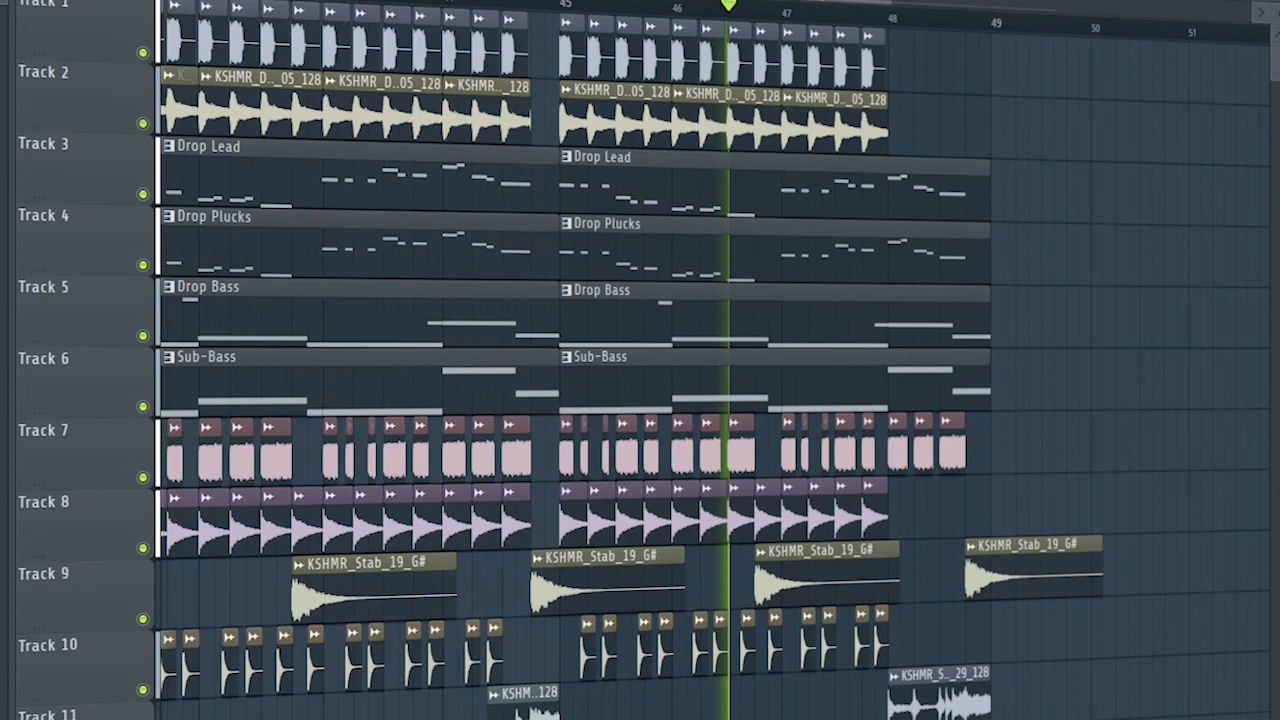 Track 1
45 46 47 48 49 50 51
Track 2
K... KSHMR_D.._05_128 KSHMR_D..05_128 KSHMR_.._128 KSHMR_D..05_128 KSHMR_D.._05_128 KSHMR_D.._05_128
Track 3
Drop Lead Drop Lead
Track 4
Drop Plucks Drop Plucks
Track 5
Drop Bass Drop Bass
Track 6
Sub-Bass Sub-Bass
Track 7
Track 8
Track 9
KSHMR_Stab_19_G# KSHMR_Stab_19_G# KSHMR_Stab_19_G# KSHMR_Stab_19_G#
Track 10
KSHM..128 KSHMR_S.._29_128
Track 11